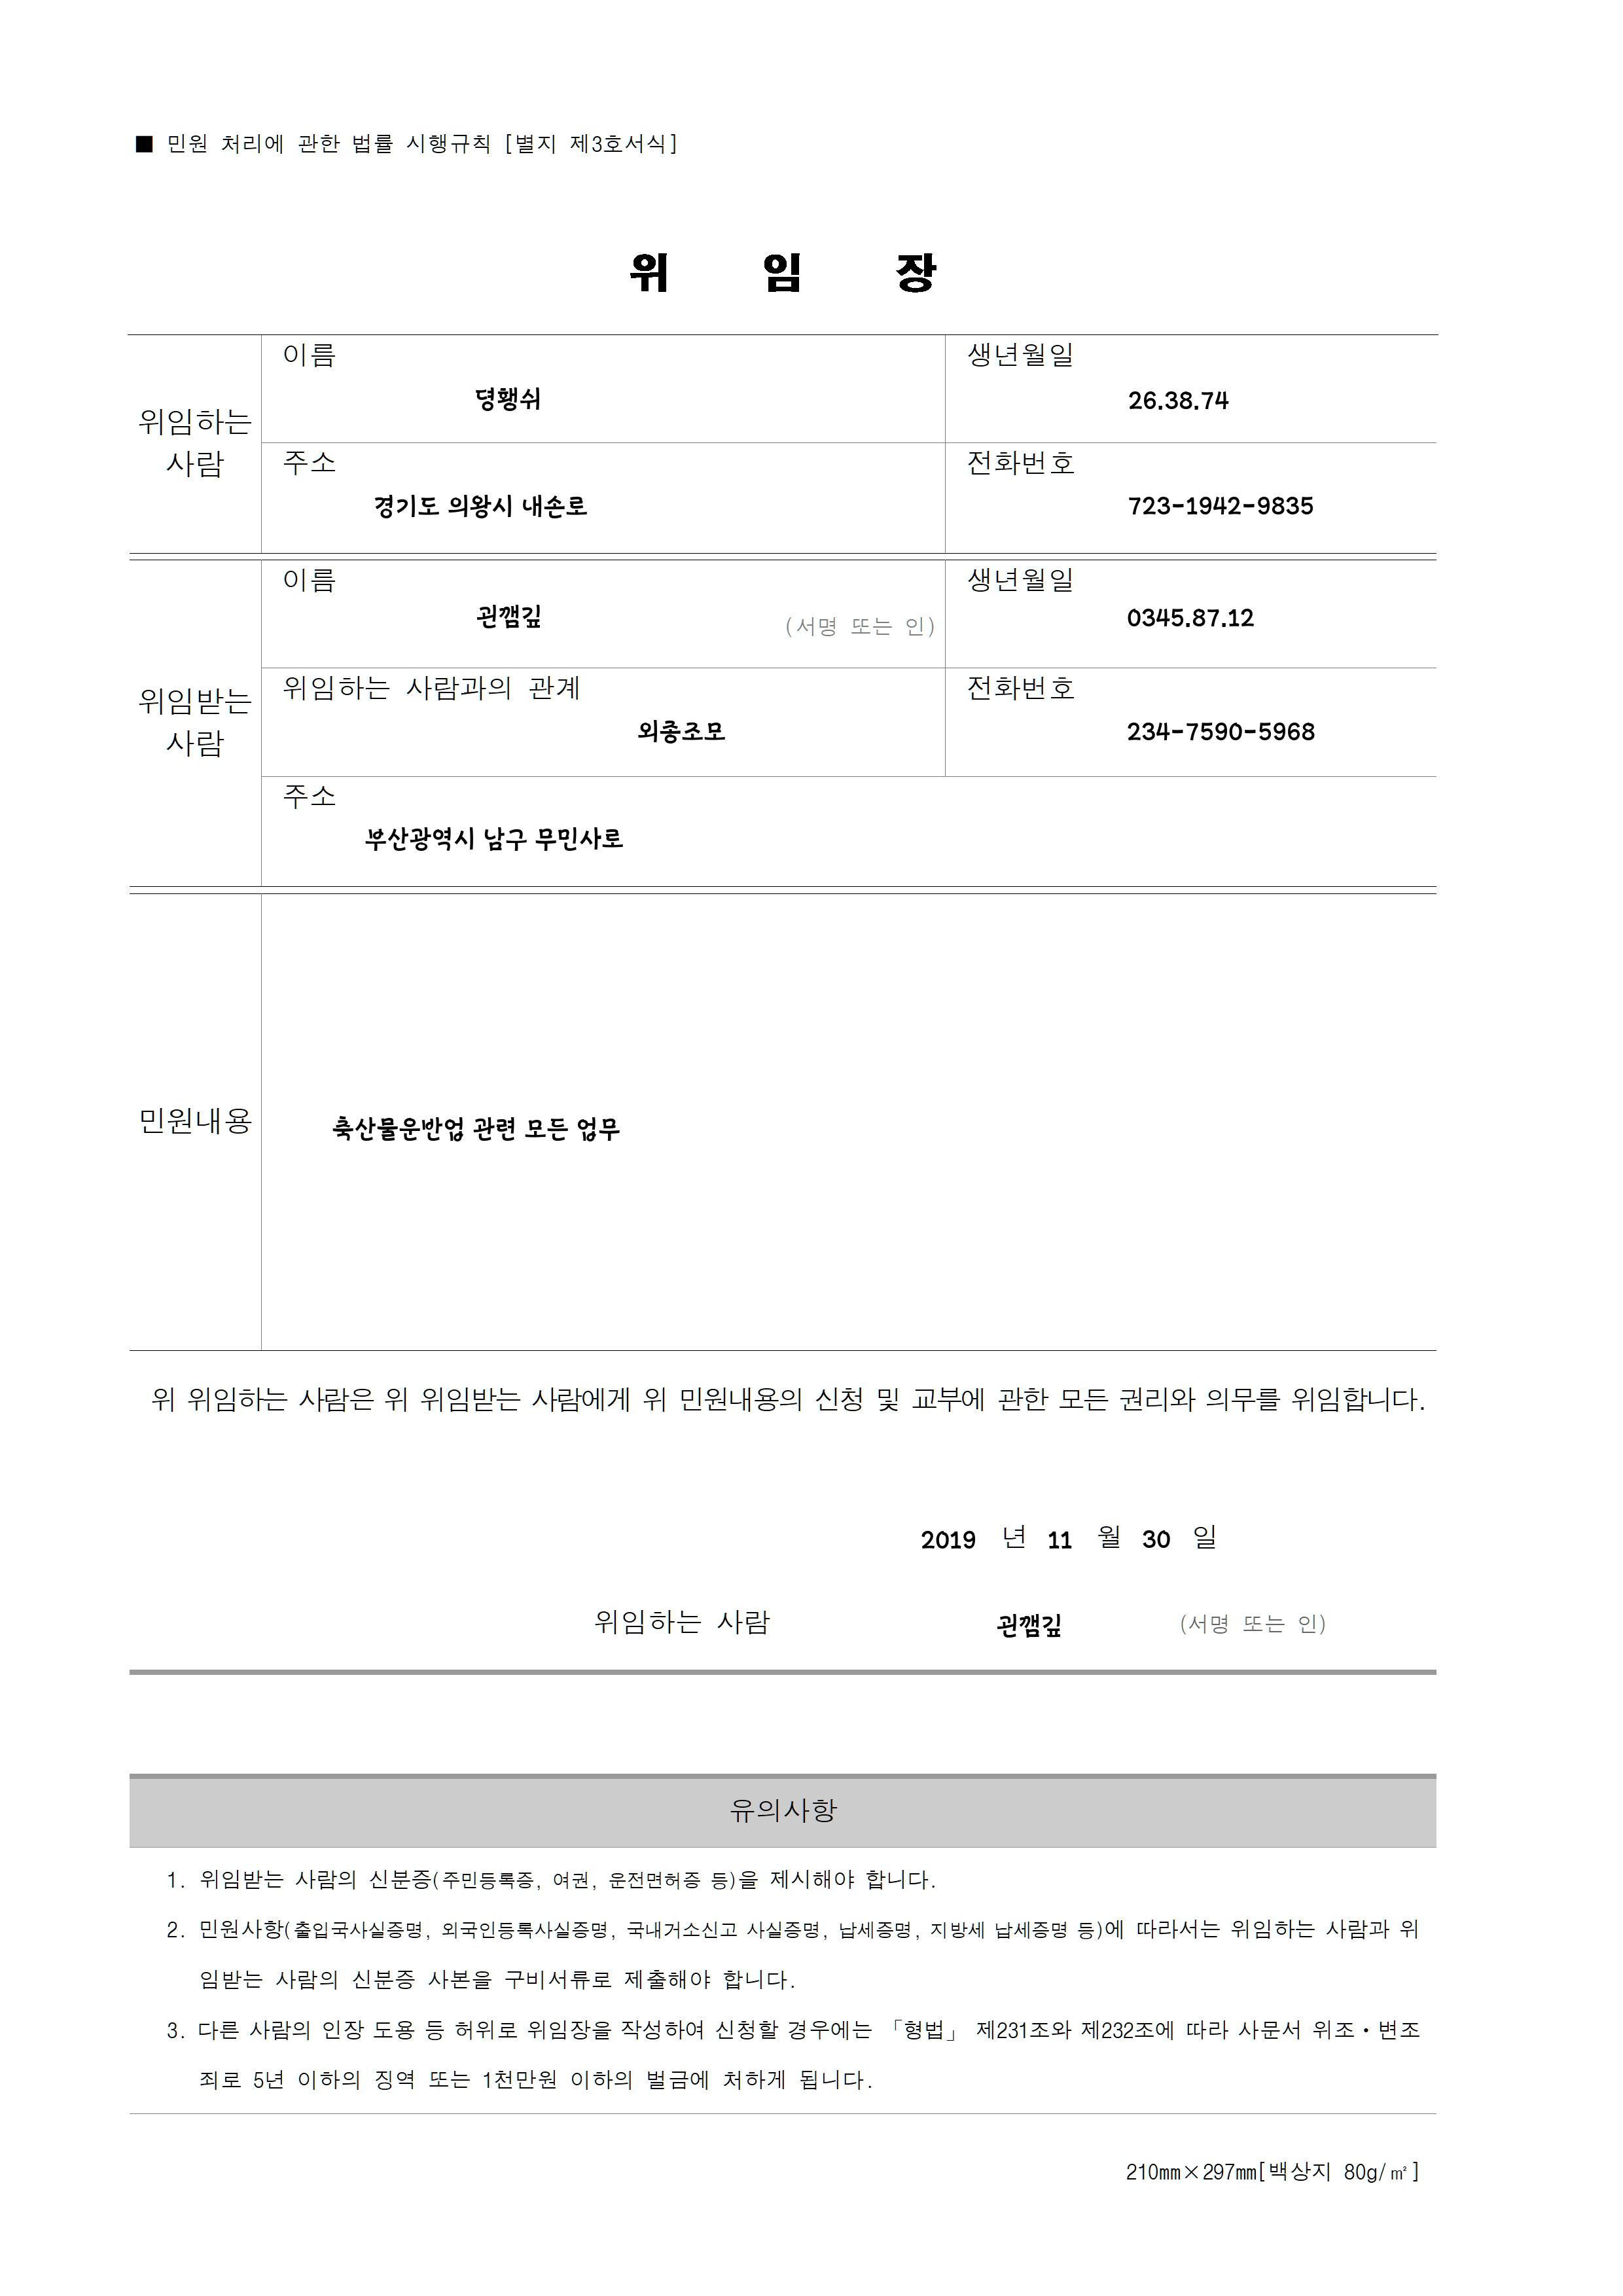 ■ 민원 처리에 관한 법률 시행규칙 [별지 제3호서식]
위 임 장
위임하는 사람
이름
뎡횅쉬
생년월일
26.38.74
주소
경기도 의왕시 내손로
전화번호
723-1942-9835
위임받는 사람
이름
괸깸깊
(서명 또는 인)
생년월일
0345.87.12
위임하는 사람과의 관계
외종조모
전화번호
234-7590-5968
주소
부산광역시 남구 무민사로
민원내용
축산물운반업 관련 모든 업무
위 위임하는 사람은 위 위임받는 사람에게 위 민원내용의 신청 및 교부에 관한 모든 권리와 의무를 위임합니다.
2019 년 11 월 30 일
위임하는 사람 괸깸깊 (서명 또는 인)
유의사항
1. 위임받는 사람의 신분증(주민등록증, 여권, 운전면허증 등)을 제시해야 합니다.
2. 민원사항(출입국사실증명, 외국인등록사실증명, 국내거소신고 사실증명, 납세증명, 지방세 납세증명 등)에 따라서는 위임하는 사람과 위
임받는 사람의 신분증 사본을 구비서류로 제출해야 합니다.
3. 다른 사람의 인장 도용 등 허위로 위임장을 작성하여 신청할 경우에는 「형법」 제231조와 제232조에 따라 사문서 위조·변조
죄로 5년 이하의 징역 또는 1천만원 이하의 벌금에 처하게 됩니다.
210㎜×297㎜[백상지 80g/㎡]